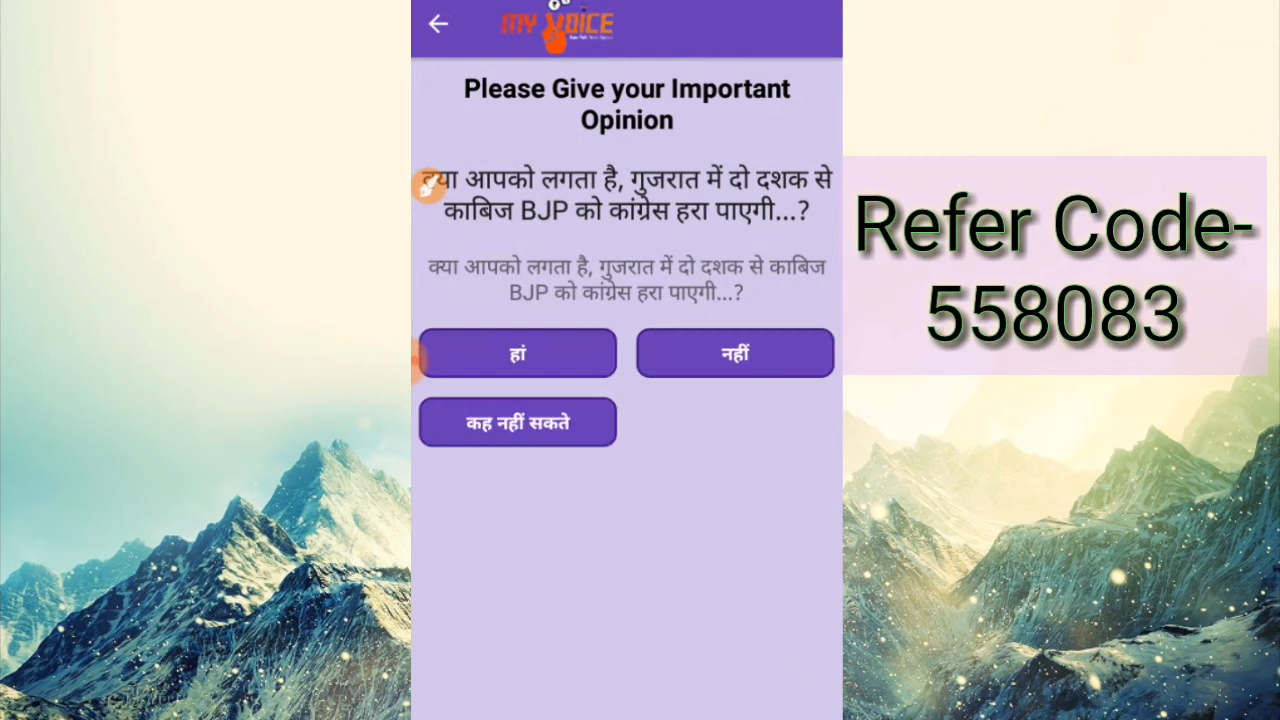 MY VOICE
Please Give your Important
Opinion
क्या आपको लगता है, गुजरात में दो दशक से
काबिज BJP को कांग्रेस हरा पाएगी...?
क्या आपको लगता है, गुजरात में दो दशक से काबिज
BJP को कांग्रेस हरा पाएगी...?
हां
नहीं
कह नहीं सकते
Refer Code-
558083